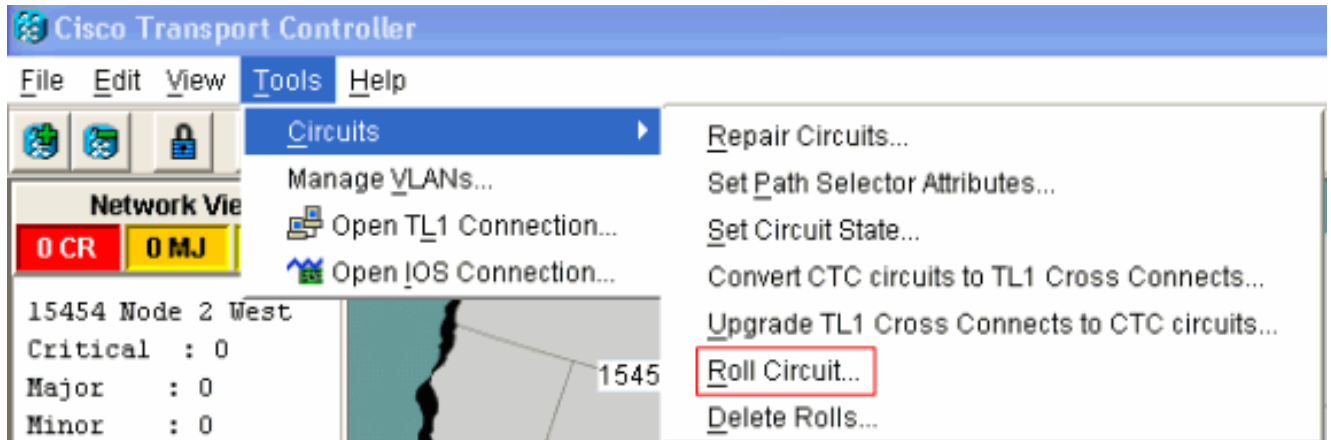 Cisco Transport Controller
File Edit View Tools Help
Circuits
Manage VLANs...
Open TL1 Connection...
Open IOS Connection...
Repair Circuits...
Set Path Selector Attributes...
Set Circuit State...
Convert CTC circuits to TL1 Cross Connects...
Upgrade TL1 Cross Connects to CTC circuits...
Roll Circuit...
Delete Rolls...
Network Vie
0 CR 0 MJ
15454 Node 2 West
Critical : 0
Major : 0
Minor : 0
1545